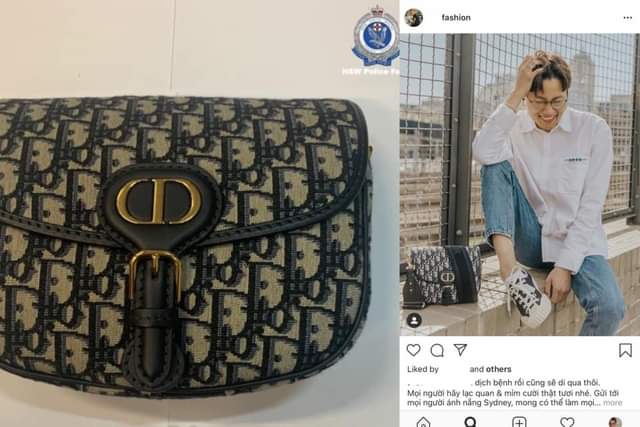 NSW Police Fo
fashion
CD
Liked by and others
dịch bệnh rồi cũng sẽ đi qua thôi.
Mọi người hãy lạc quan & mỉm cười thật tươi nhé. Gửi tới
mọi người ánh nắng Sydney, mong có thể làm mọi... more